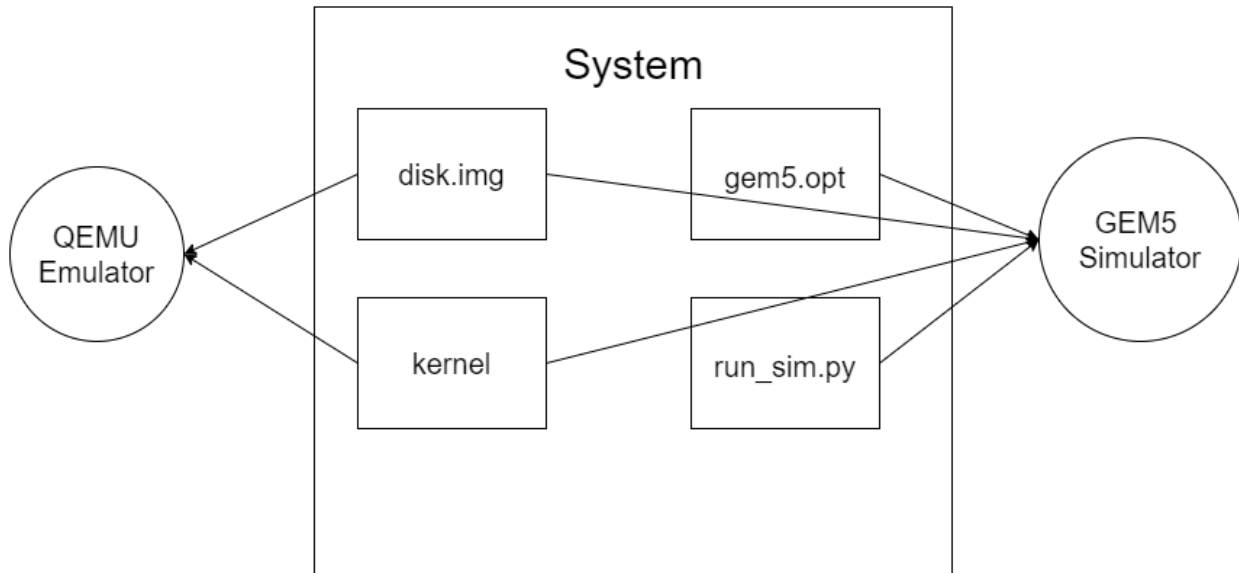 System
disk.img
gem5.opt
QEMU
Emulator
GEM5
Simulator
kernel
run_sim.py